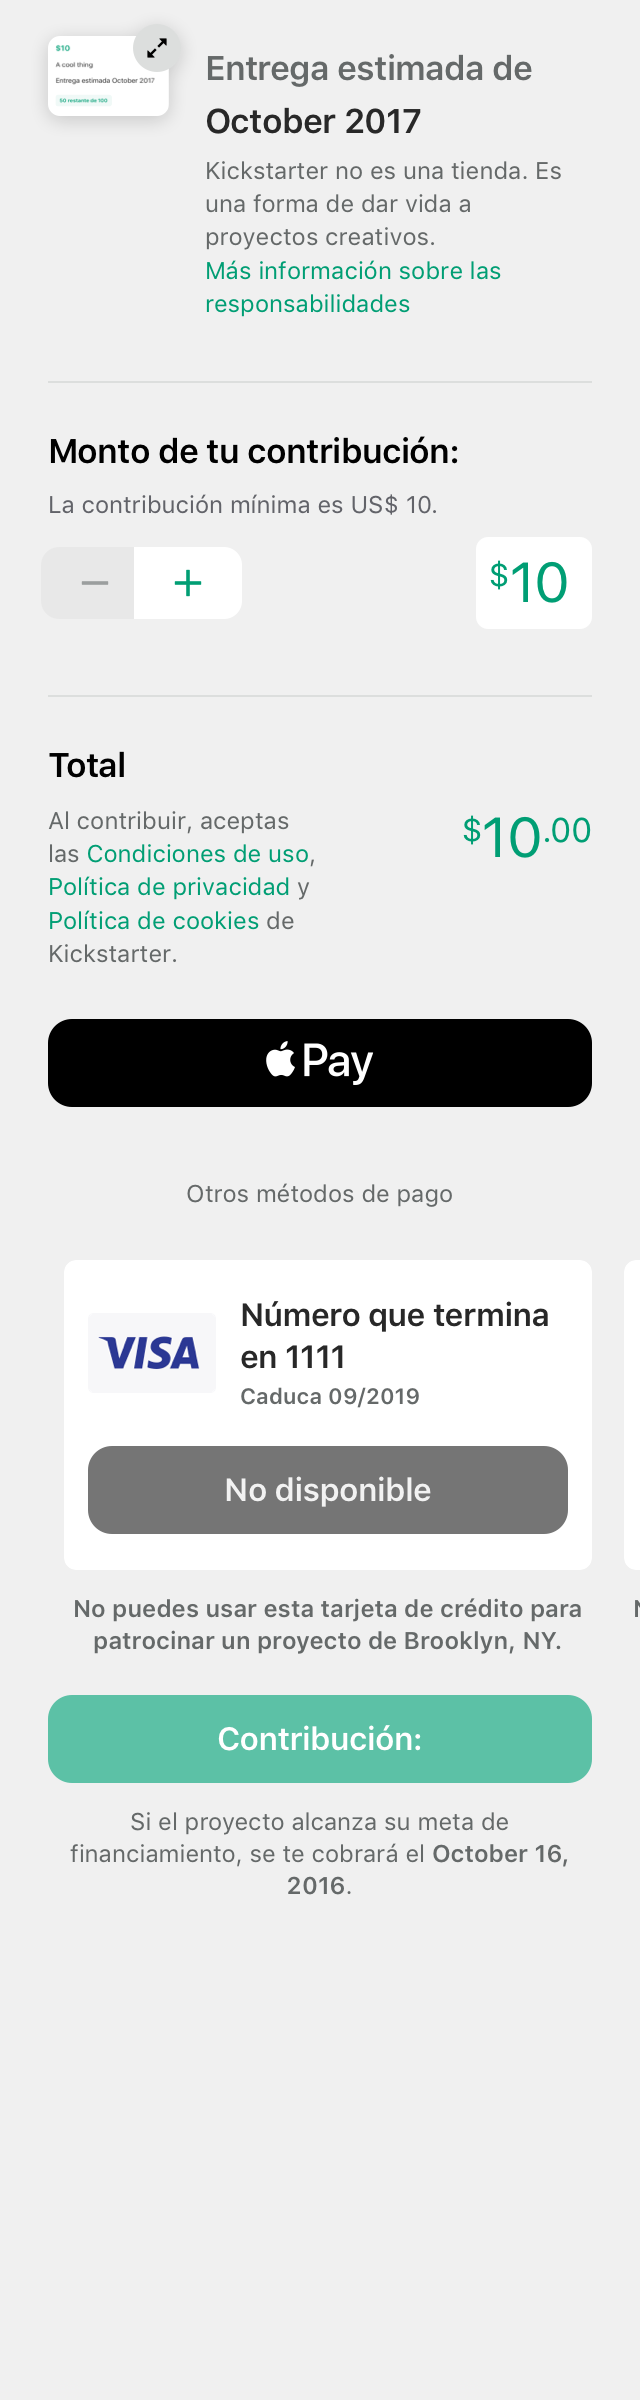 $10
A cool thing
Entrega estimada October 2017
50 restante de 100
Entrega estimada de
October 2017
Kickstarter no es una tienda. Es
una forma de dar vida a
proyectos creativos.
Más información sobre las
responsabilidades
Monto de tu contribución:
La contribución mínima es US$ 10.
$10
Total
Al contribuir, aceptas
las Condiciones de uso,
Política de privacidad y
Política de cookies de
Kickstarter.
$10.00
Pay
Otros métodos de pago
VISA
Número que termina
en 1111
Caduca 09/2019
No disponible
No puedes usar esta tarjeta de crédito para
patrocinar un proyecto de Brooklyn, NY.
Contribución:
Si el proyecto alcanza su meta de
financiamiento, se te cobrará el October 16,
2016.